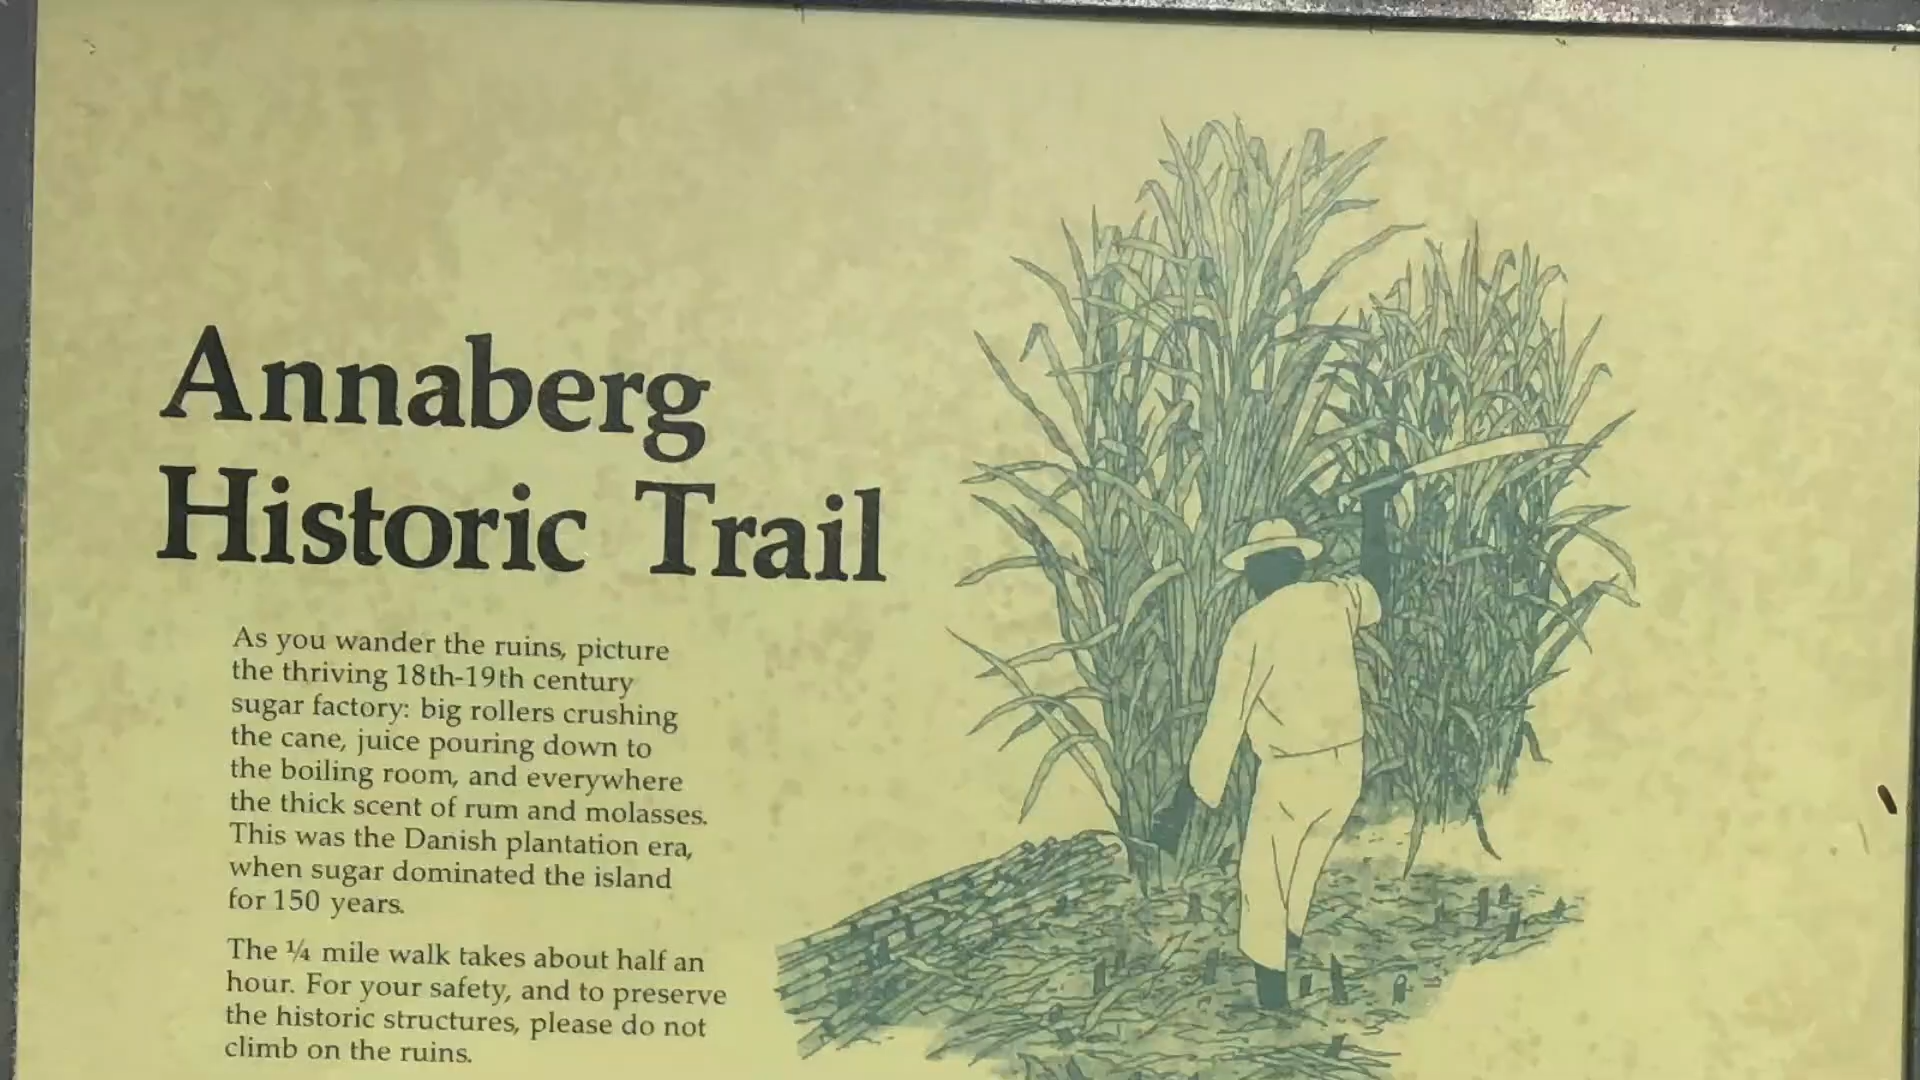 Annaberg
Historic Trail
As you wander the ruins, picture
the thriving 18th-19th century
sugar factory: big rollers crushing
the cane, juice pouring down to
the boiling room, and everywhere
the thick scent of rum and molasses.
This was the Danish plantation era,
when sugar dominated the island
for 150 years.
The ¼ mile walk takes about half an
hour. For your safety, and to preserve
the historic structures, please do not
climb on the ruins.